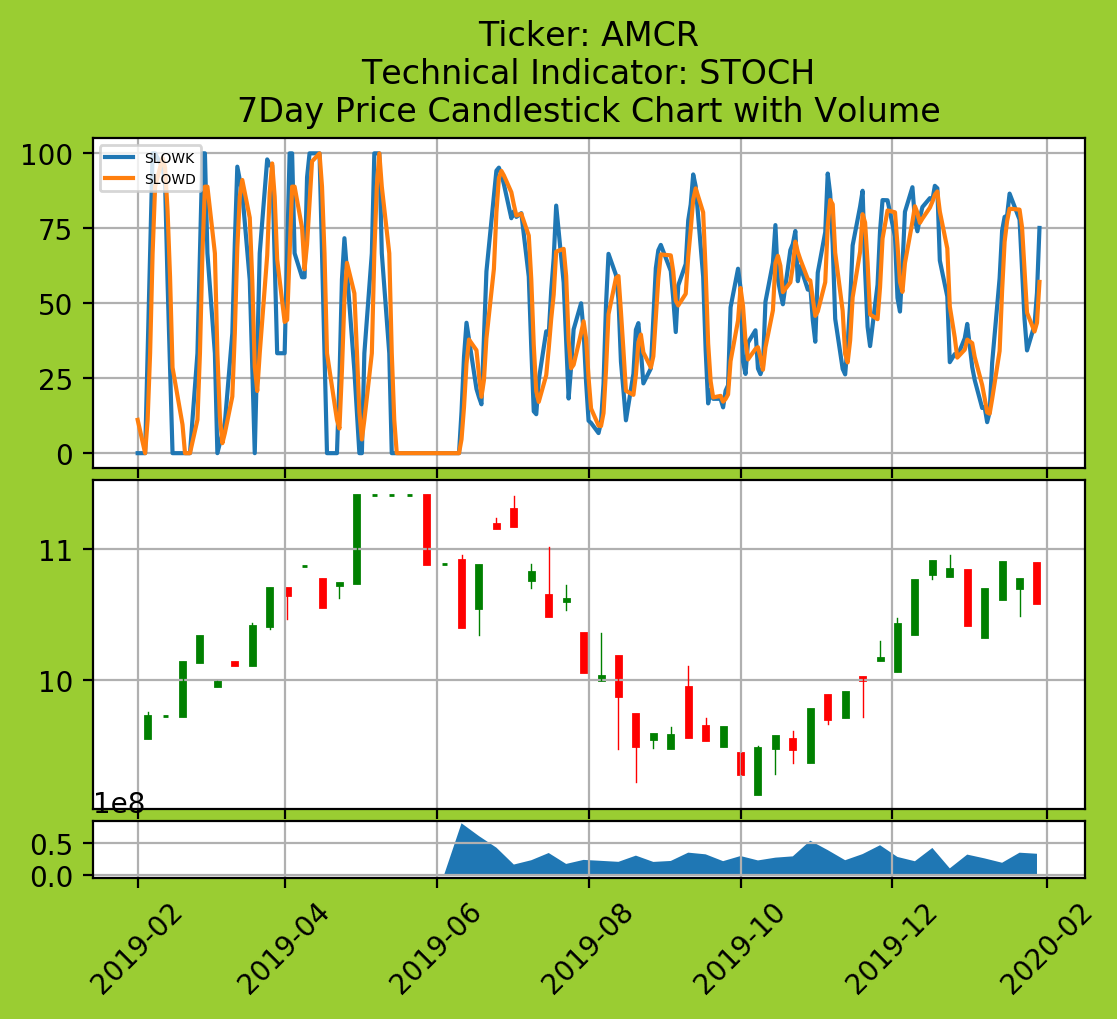 Ticker: AMCR
Technical Indicator: STOCH
7Day Price Candlestick Chart with Volume
100
75
50
25
0
SLOWK
SLOWD
11
10
1e8
0.5
0.0
2019-02
2019-04
2019-06
2019-08
2019-10
2019-12
2020-02